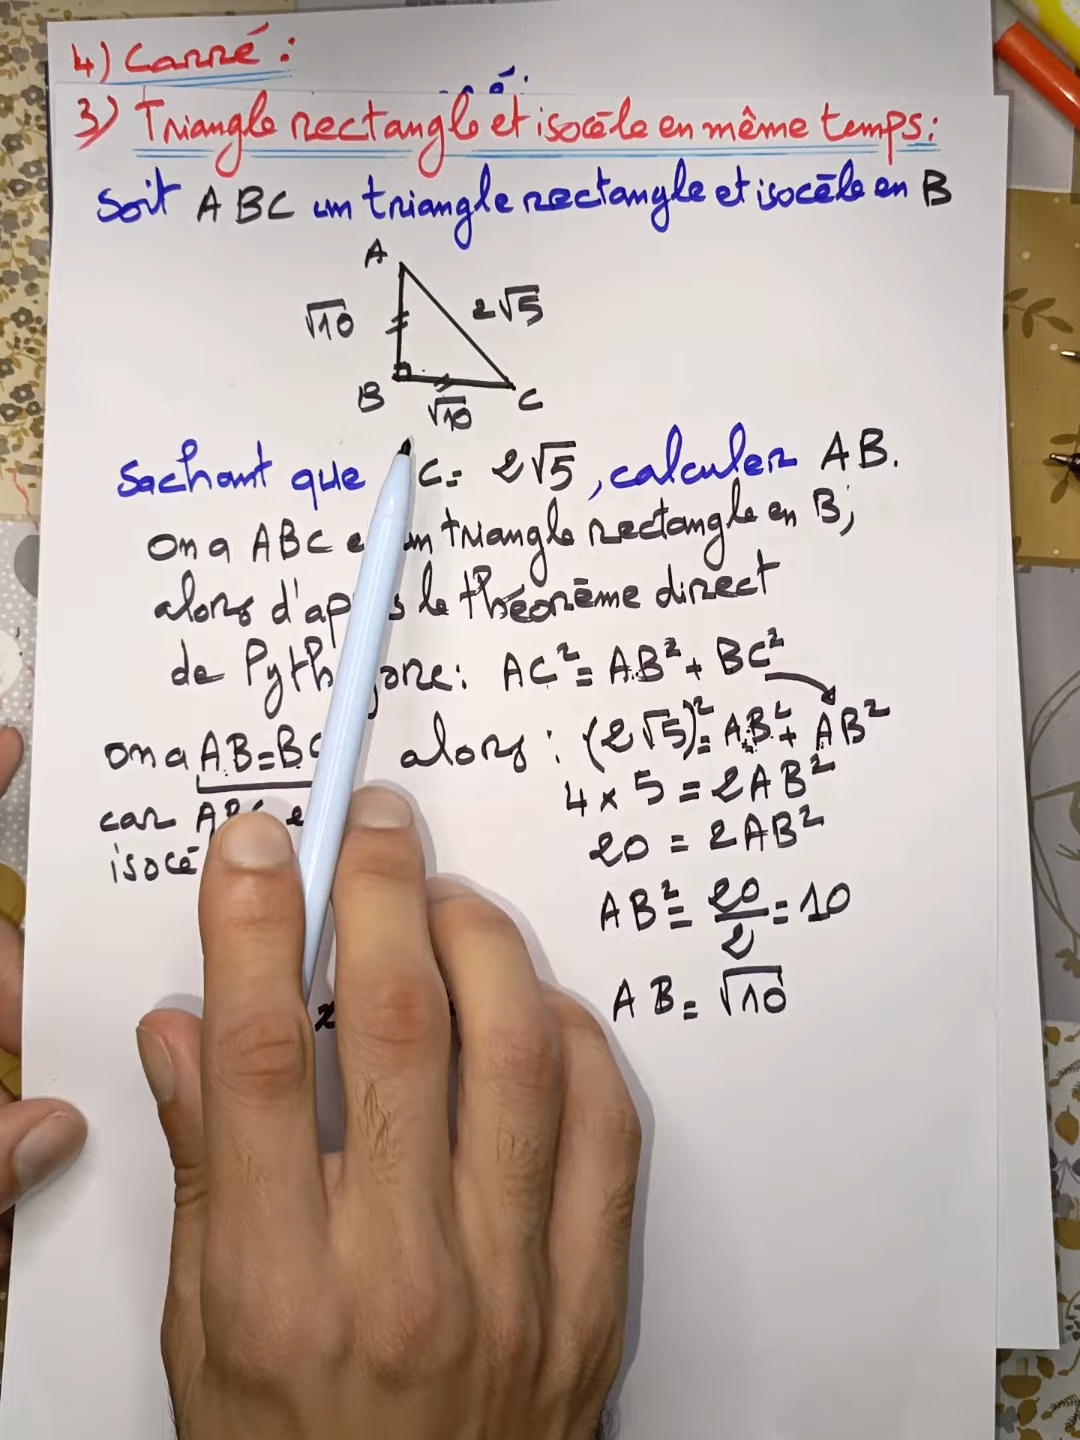 4) Carré :
3) Triangle rectangle et isocèle en même temps :
Soit ABC un triangle rectangle et isocèle en B
A
√10
2√5
B
√10
C
Sachant que C = 2√5, calculer AB.
On a ABC un triangle rectangle en B,
alors d'après le théorème direct
de Pythagore : AC² = AB² + BC²
on a AB = BC alors : (2√5)² = AB² + AB²
4 × 5 = 2AB²
car ABC
20 = 2AB²
isocè
AB² = 20/2 = 10
AB = √10